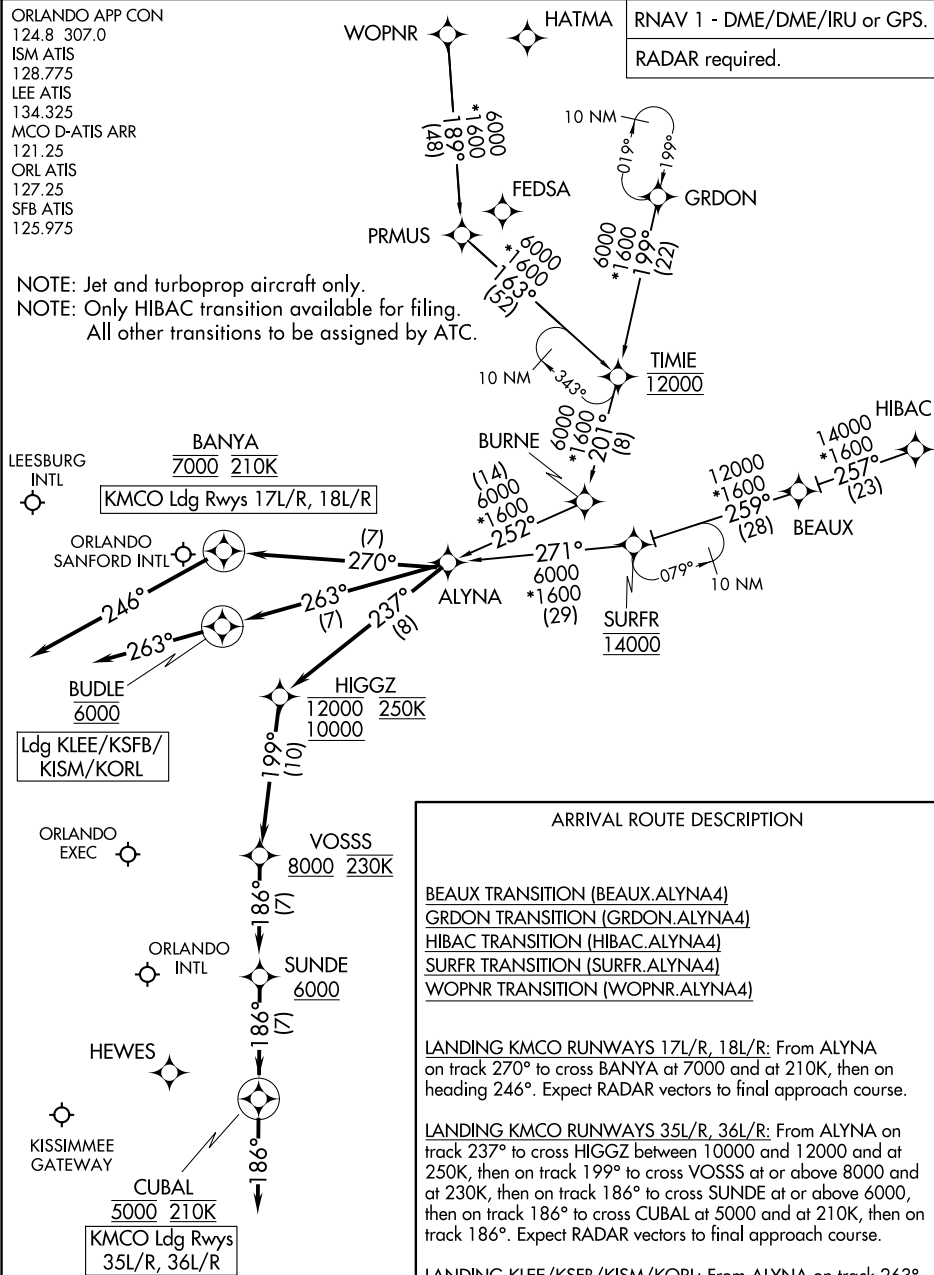 ORLANDO APP CON
124.8 307.0
ISM ATIS
128.775
LEE ATIS
134.325
MCO D-ATIS ARR
121.25
ORL ATIS
127.25
SFB ATIS
125.975
RNAV 1 - DME/DME/IRU or GPS.
RADAR required.
WOPNR
HATMA
6000
*1600
189°
(48)
10 NM
019°
199°
GRDON
FEDSA
PRMUS
6000
*1600
163°
(52)
6000
*1600
199°
(22)
NOTE: Jet and turboprop aircraft only.
NOTE: Only HIBAC transition available for filing.
All other transitions to be assigned by ATC.
10 NM
343°
TIMIE
12000
6000
*1600
201°
(8)
BURNE
HIBAC
14000
*1600
257°
(23)
BEAUX
12000
*1600
259°
(28)
079°
10 NM
SURFR
14000
271°
6000
*1600
(29)
(14)
6000
*1600
252°
ALYNA
BANYA
7000 210K
KMCO Ldg Rwys 17L/R, 18L/R
LEESBURG
INTL
ORLANDO
SANFORD INTL
(7)
270°
246°
263°
(7)
263°
237°
(8)
BUDLE
6000
Ldg KLEE/KSFB/
KISM/KORL
HIGGZ
12000 250K
10000
199°
(10)
ORLANDO
EXEC
VOSSS
8000 230K
186°
(7)
ORLANDO
INTL
SUNDE
6000
186°
(7)
HEWES
KISSIMMEE
GATEWAY
186°
CUBAL
5000 210K
KMCO Ldg Rwys
35L/R, 36L/R
ARRIVAL ROUTE DESCRIPTION
BEAUX TRANSITION (BEAUX.ALYNA4)
GRDON TRANSITION (GRDON.ALYNA4)
HIBAC TRANSITION (HIBAC.ALYNA4)
SURFR TRANSITION (SURFR.ALYNA4)
WOPNR TRANSITION (WOPNR.ALYNA4)
LANDING KMCO RUNWAYS 17L/R, 18L/R: From ALYNA
on track 270° to cross BANYA at 7000 and at 210K, then on
heading 246°. Expect RADAR vectors to final approach course.
LANDING KMCO RUNWAYS 35L/R, 36L/R: From ALYNA on
track 237° to cross HIGGZ between 10000 and 12000 and at
250K, then on track 199° to cross VOSSS at or above 8000 and
at 230K, then on track 186° to cross SUNDE at or above 6000,
then on track 186° to cross CUBAL at 5000 and at 210K, then on
track 186°. Expect RADAR vectors to final approach course.
LANDING KLEE/KSFB/KISM/KORL: From ALYNA on track 263°